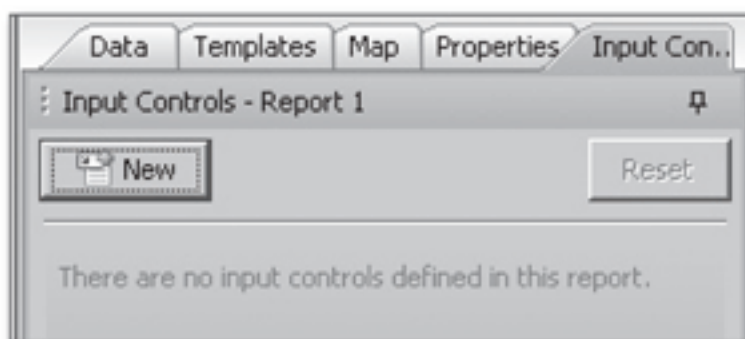 Data Templates Map Properties Input Con..
Input Controls - Report 1
New Reset
There are no input controls defined in this report.